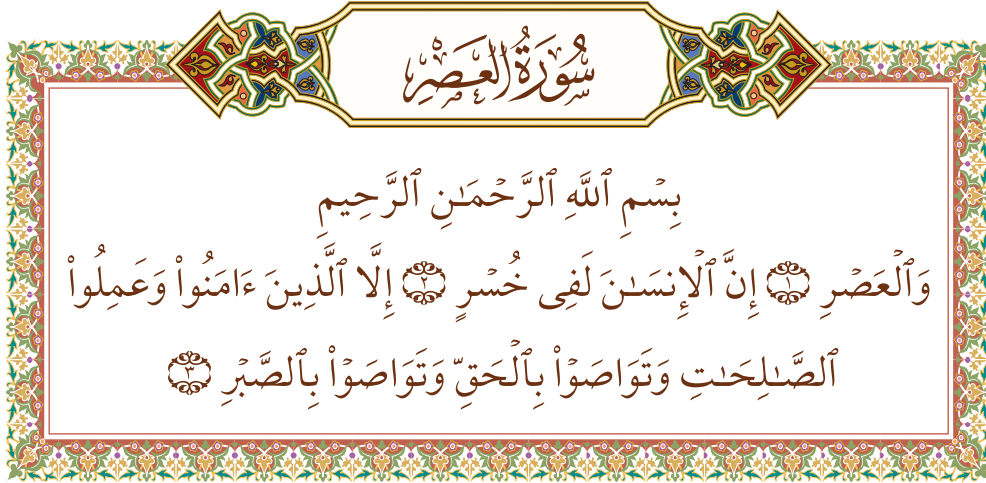 سُورَةُ العَصْرِ
بِسْمِ ٱللَّهِ ٱلرَّحْمَـٰنِ ٱلرَّحِيمِ
وَٱلْعَصْرِ ١ إِنَّ ٱلْإِنسَـٰنَ لَفِى خُسْرٍ ٢ إِلَّا ٱلَّذِينَ ءَامَنُوا۟ وَعَمِلُوا۟
ٱلصَّـٰلِحَـٰتِ وَتَوَاصَوْا۟ بِٱلْحَقِّ وَتَوَاصَوْا۟ بِٱلصَّبْرِ ٣